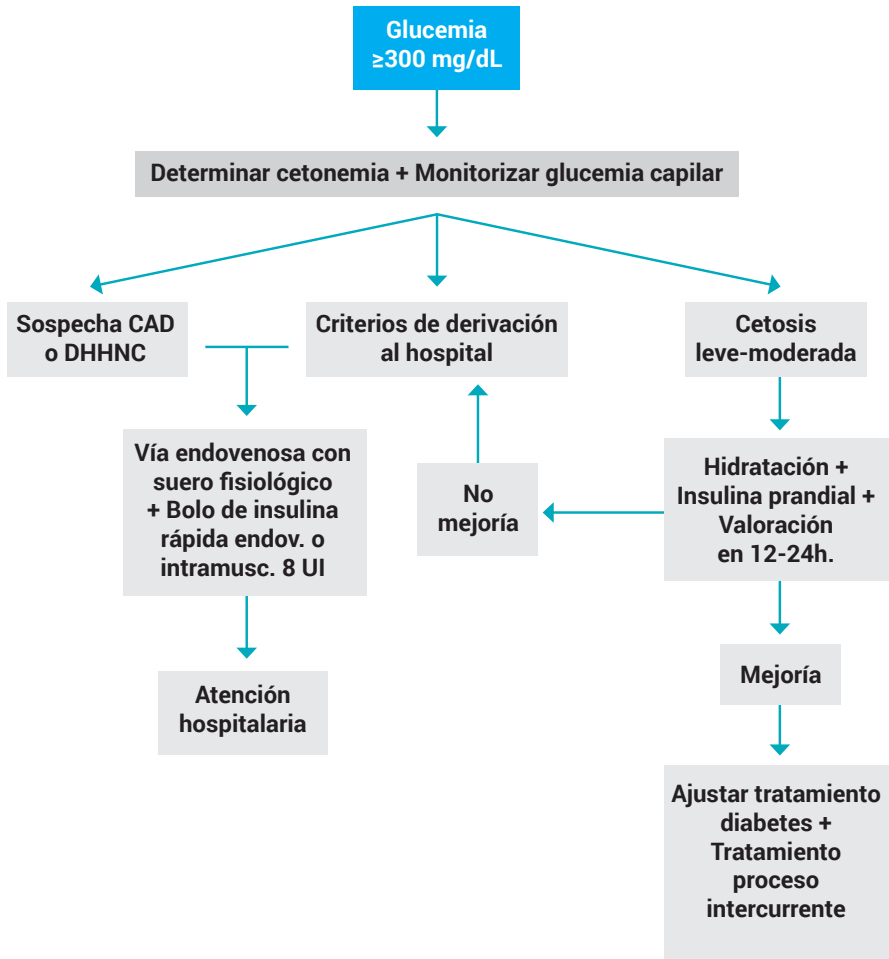 Glucemia
≥300 mg/dL
Determinar cetonemia + Monitorizar glucemia capilar
Sospecha CAD
o DHHNC
Criterios de derivación
al hospital
Cetosis
leve-moderada
Vía endovenosa con
suero fisiológico
+ Bolo de insulina
rápida endov. o
intramusc. 8 UI
No
mejoría
Hidratación +
Insulina prandial +
Valoración
en 12-24h.
Atención
hospitalaria
Mejoría
Ajustar tratamiento
diabetes +
Tratamiento
proceso
intercurrente